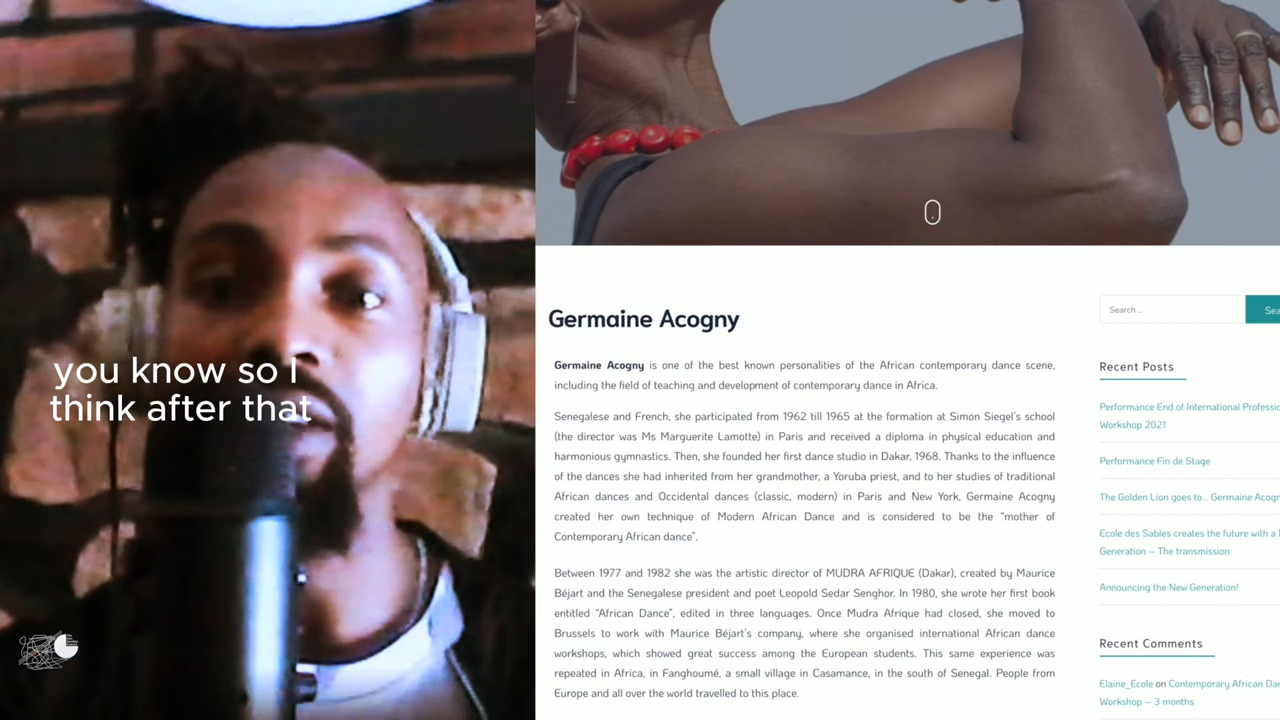 you know so I
think after that
Germaine Acogny
Germaine Acogny is one of the best known personalities of the African contemporary dance scene,
including the field of teaching and development of contemporary dance in Africa.
Senegalese and French, she participated from 1962 till 1965 at the formation at Simon Siegel's school
(the director was Ms Marguerite Lamotte) in Paris and received a diploma in physical education and
harmonious gymnastics. Then, she founded her first dance studio in Dakar, 1968. Thanks to the influence
of the dances she had inherited from her grandmother, a Yoruba priest, and to her studies of traditional
African dances and Occidental dances (classic, modern) in Paris and New York, Germaine Acogny
created her own technique of Modern African Dance and is considered to be the “mother of
Contemporary African dance”.
Between 1977 and 1982 she was the artistic director of MUDRA AFRIQUE (Dakar), created by Maurice
Béjart and the Senegalese president and poet Leopold Sedar Senghor. In 1980, she wrote her first book
entitled “African Dance”, edited in three languages. Once Mudra Afrique had closed, she moved to
Brussels to work with Maurice Béjart's company, where she organised international African dance
workshops, which showed great success among the European students. This same experience was
repeated in Africa, in Fanghoumé, a small village in Casamance, in the south of Senegal. People from
Europe and all over the world travelled to this place.
Search ...
Sea
Recent Posts
Performance End of International Professio
Workshop 2021
Performance Fin de Stage
The Golden Lion goes to... Germaine Acogn
Ecole des Sables creates the future with a
Generation – The transmission
Announcing the New Generation!
Recent Comments
Elaine_Ecole on Contemporary African Dan
Workshop – 3 months